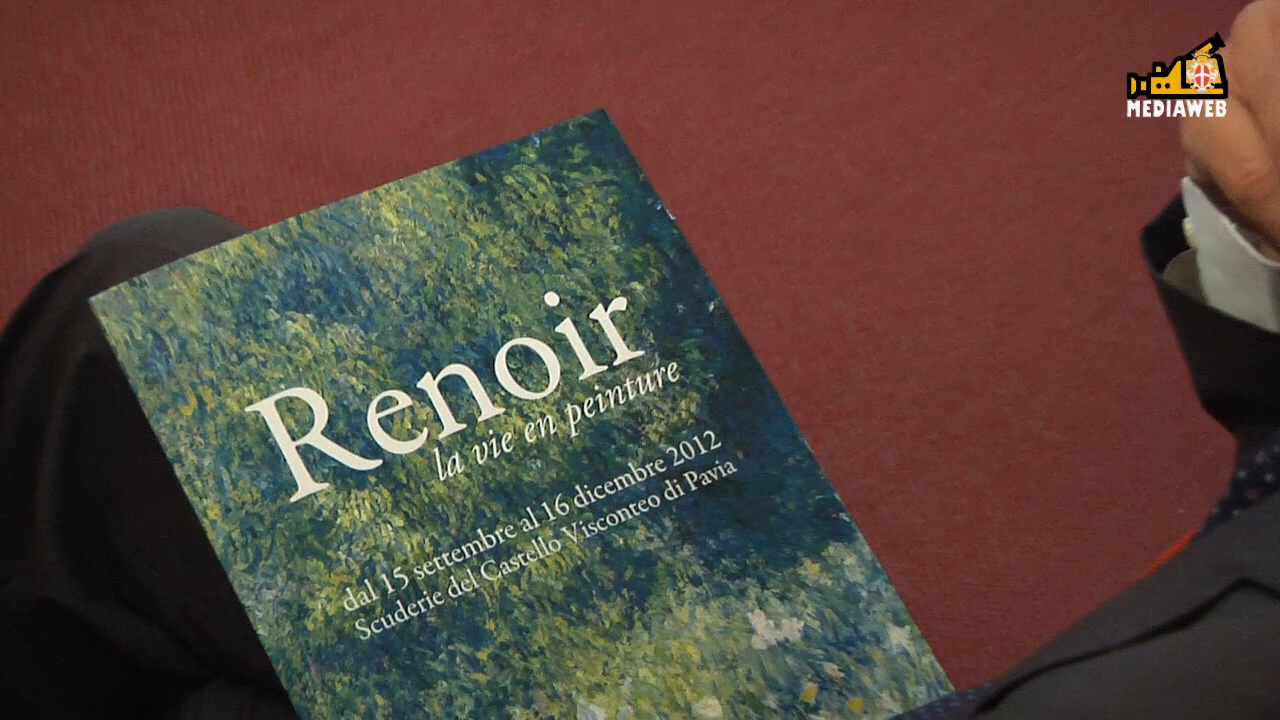 MEDIAWEB
Renoir
la vie en peinture
dal 15 settembre al 16 dicembre 2012
Scuderie del Castello Visconteo di Pavia